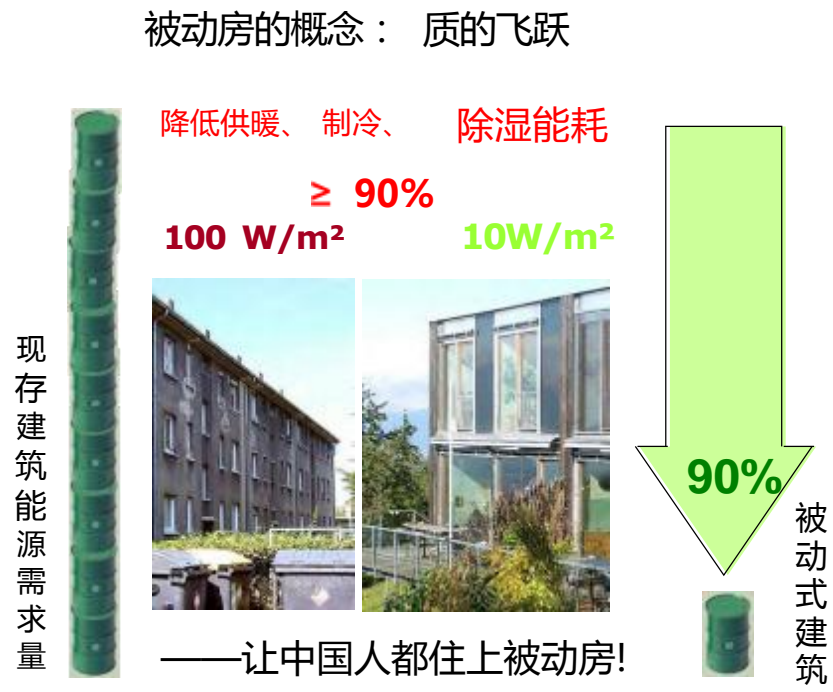 被动房的概念： 质的飞跃
降低供暖、 制冷、 除湿能耗
≥ 90%
100 W/m² 10W/m²
现存建筑能源需求量
90%
被动式建筑
——让中国人都住上被动房!